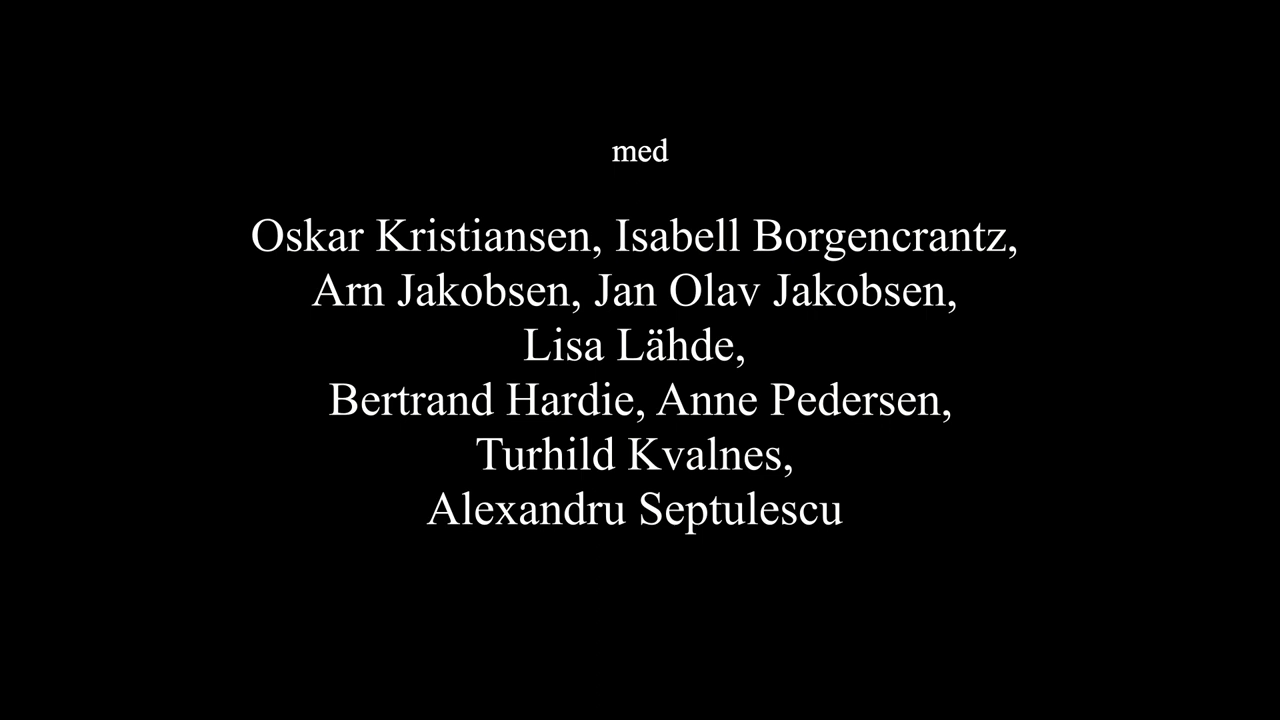 med
Oskar Kristiansen, Isabell Borgencrantz,
Arn Jakobsen, Jan Olav Jakobsen,
Lisa Lähde,
Bertrand Hardie, Anne Pedersen,
Turhild Kvalnes,
Alexandru Septulescu